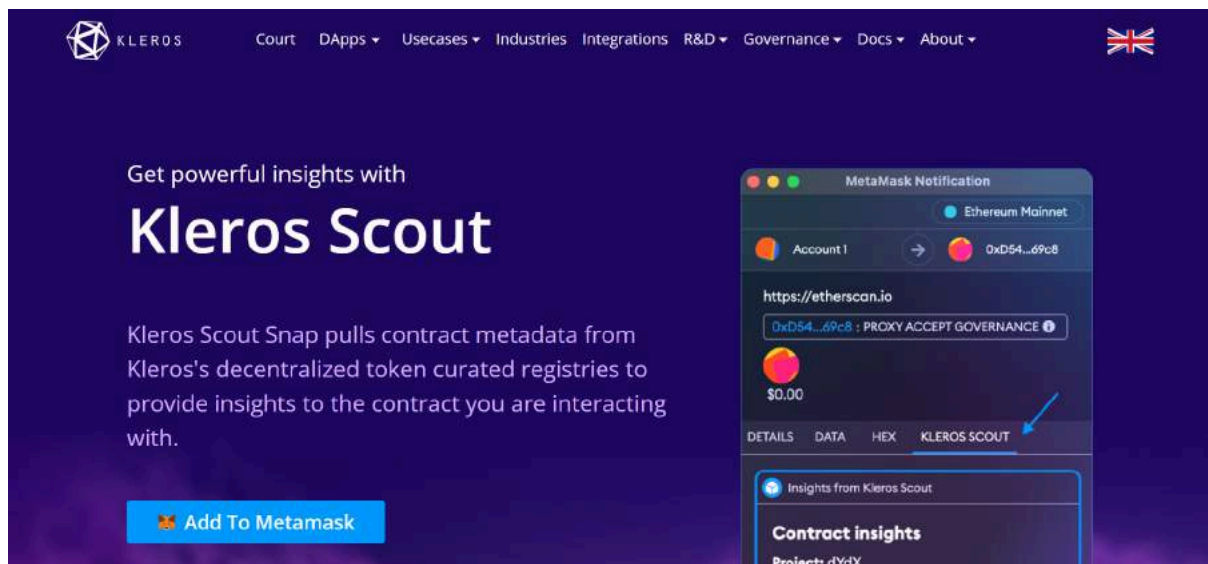 KLEROS
Court DApps Usecases Industries Integrations R&D Governance Docs About
Get powerful insights with
Kleros Scout
Kleros Scout Snap pulls contract metadata from
Kleros's decentralized token curated registries to
provide insights to the contract you are interacting
with.
Add To Metamask
MetaMask Notification
Ethereum Mainnet
Account 1 0xD54...69c8
https://etherscan.io
0xD54...69c8 : PROXY ACCEPT GOVERNANCE
$0.00
DETAILS DATA HEX KLEROS SCOUT
Insights from Kleros Scout
Contract insights
Project: dYdX